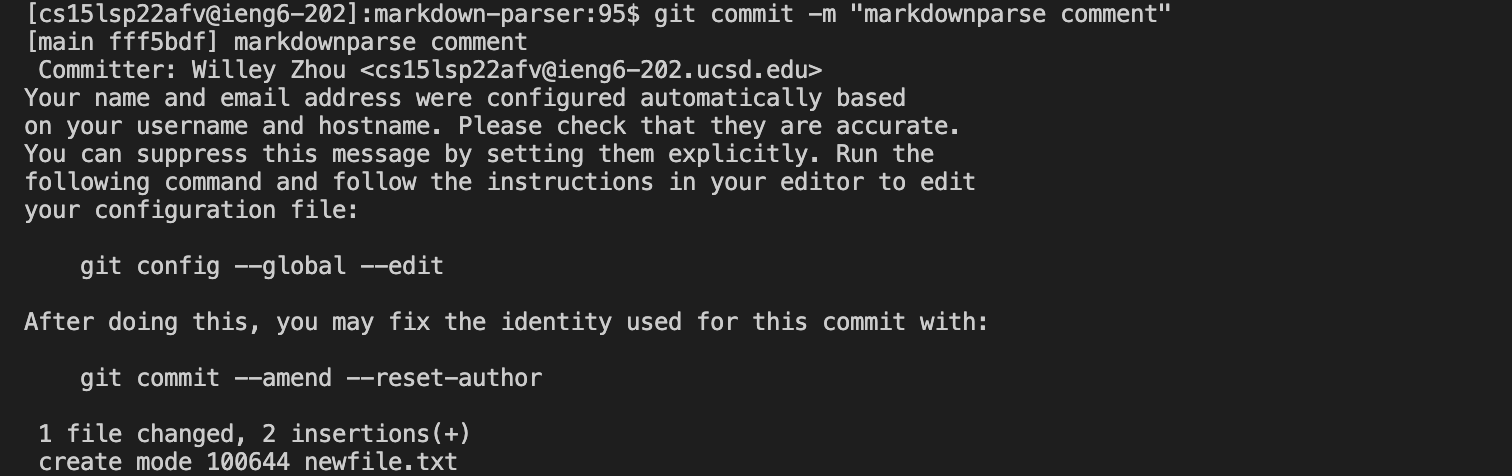 [cs15lsp22afv@ieng6-202]:markdown-parser:95$ git commit -m "markdownparse comment"
[main fff5bdf] markdownparse comment
Committer: Willey Zhou <cs15lsp22afv@ieng6-202.ucsd.edu>
Your name and email address were configured automatically based
on your username and hostname. Please check that they are accurate.
You can suppress this message by setting them explicitly. Run the
following command and follow the instructions in your editor to edit
your configuration file:
git config --global --edit
After doing this, you may fix the identity used for this commit with:
git commit --amend --reset-author
1 file changed, 2 insertions(+)
create mode 100644 newfile.txt